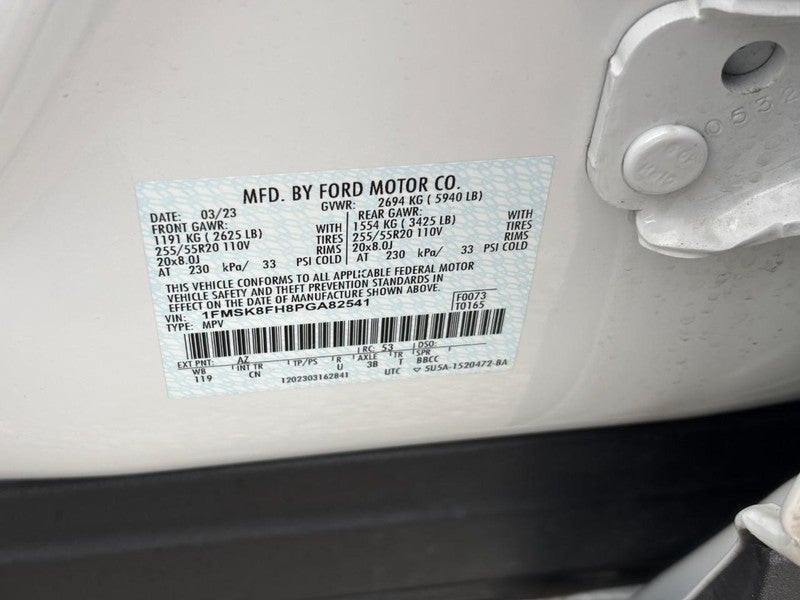 MFD. BY FORD MOTOR CO.
DATE: 03/23 GVWR: 2694 KG ( 5940 LB)
FRONT GAWR: WITH REAR GAWR: WITH
1191 KG ( 2625 LB) TIRES 1554 KG ( 3425 LB) TIRES
255/55R20 110V RIMS 255/55R20 110V RIMS
20x8.0J PSI COLD 20x8.0J PSI COLD
AT 230 kPa/ 33 AT 230 kPa/ 33
THIS VEHICLE CONFORMS TO ALL APPLICABLE FEDERAL MOTOR
VEHICLE SAFETY AND THEFT PREVENTION STANDARDS IN
EFFECT ON THE DATE OF MANUFACTURE SHOWN ABOVE.
VIN: 1FMSK8FH8PGA82541 F0073
TYPE: MPV T0165
EXT PNT: AZ RC: 53 DSO:
WB INT TR TP/PS R AXLE TR SPR
119 CN U 3B T BBCC
1202303162841 UTC 5U5A-1520472-BA
0532